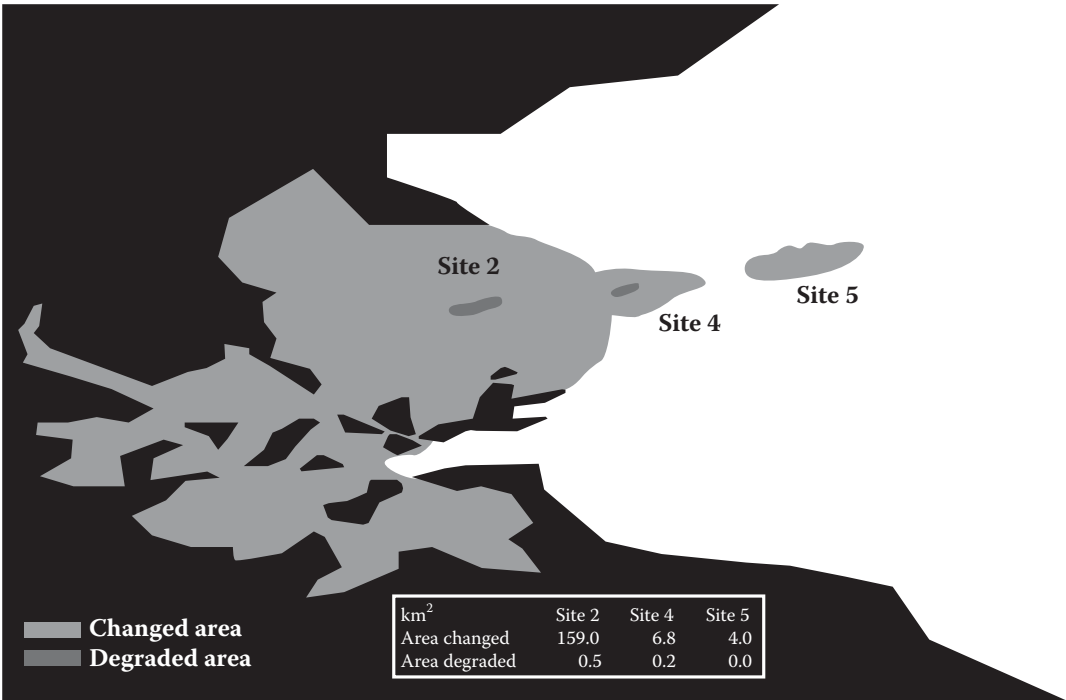 Site 2
Site 5
Site 4
Changed area
Degraded area
km² Site 2 Site 4 Site 5
Area changed 159.0 6.8 4.0
Area degraded 0.5 0.2 0.0